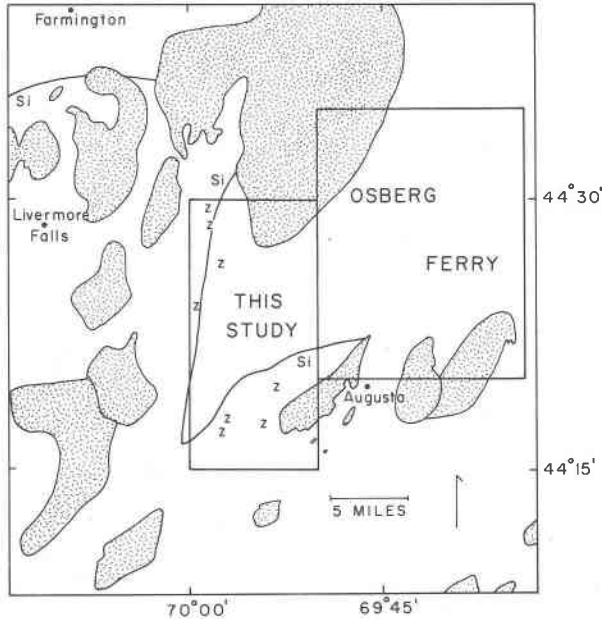 Farmington
Si
Si
Livermore
Falls
OSBERG
44°30'
z
z
z
FERRY
z
THIS
STUDY
Si
z
Augusta
z
z
z
44°15'
5 MILES
70°00'
69°45'